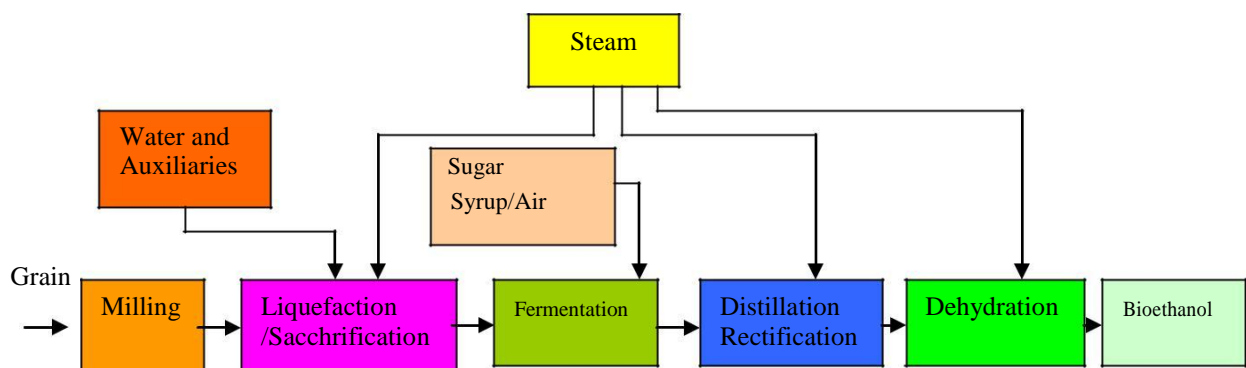 Steam
Water and
Auxiliaries
Sugar
Syrup/Air
Grain
Milling
Liquefaction
/Sacchrification
Fermentation
Distillation
Rectification
Dehydration
Bioethanol